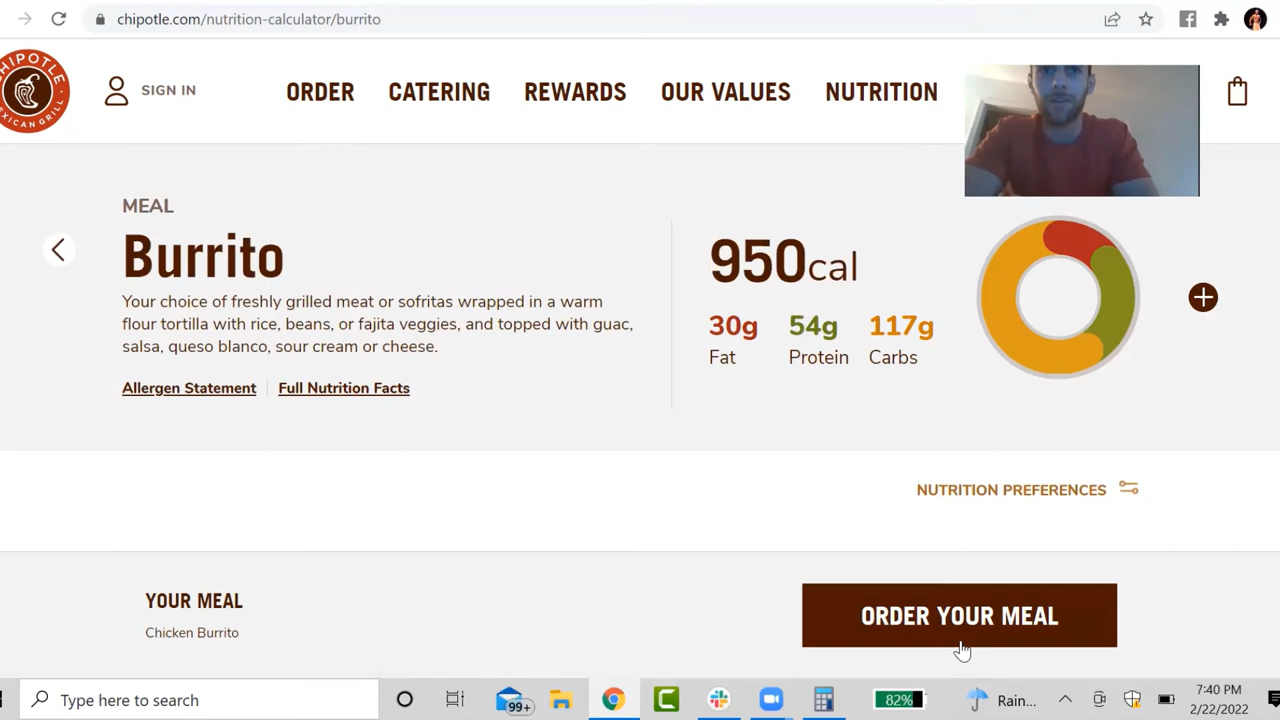 chipotle.com/nutrition-calculator/burrito
CHIPOTLE
MEXICAN GRILL
SIGN IN
ORDER
CATERING
REWARDS
OUR VALUES
NUTRITION
MEAL
Burrito
Your choice of freshly grilled meat or sofritas wrapped in a warm
flour tortilla with rice, beans, or fajita veggies, and topped with guac,
salsa, queso blanco, sour cream or cheese.
Allergen Statement
Full Nutrition Facts
950cal
30g 54g 117g
Fat Protein Carbs
NUTRITION PREFERENCES
YOUR MEAL
Chicken Burrito
ORDER YOUR MEAL
Type here to search
99+
82%
Rain...
7:40 PM
2/22/2022